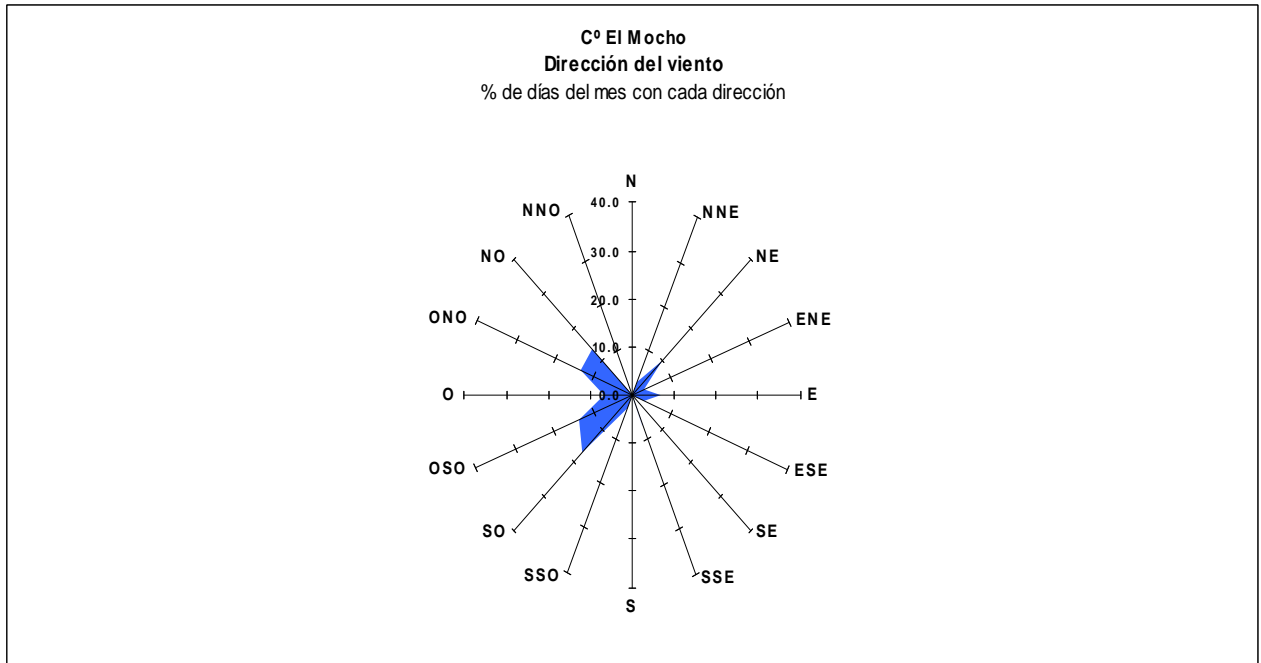 Cº El Mocho
Dirección del viento
% de días del mes con cada dirección
N
40.0
NNO
NNE
30.0
NO
NE
20.0
ONO
ENE
10.0
O
0.0
E
OSO
ESE
SO
SE
SSO
SSE
S